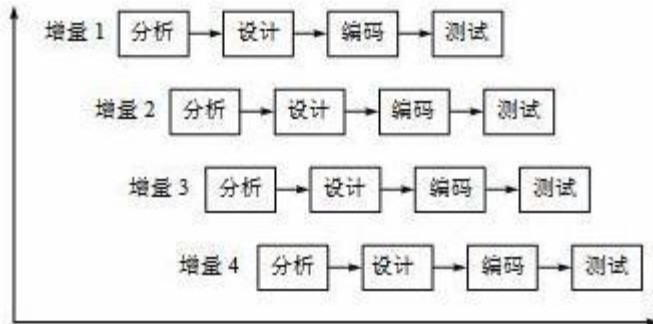 增量 1 分析 设计 编码 测试
增量 2 分析 设计 编码 测试
增量 3 分析 设计 编码 测试
增量 4 分析 设计 编码 测试